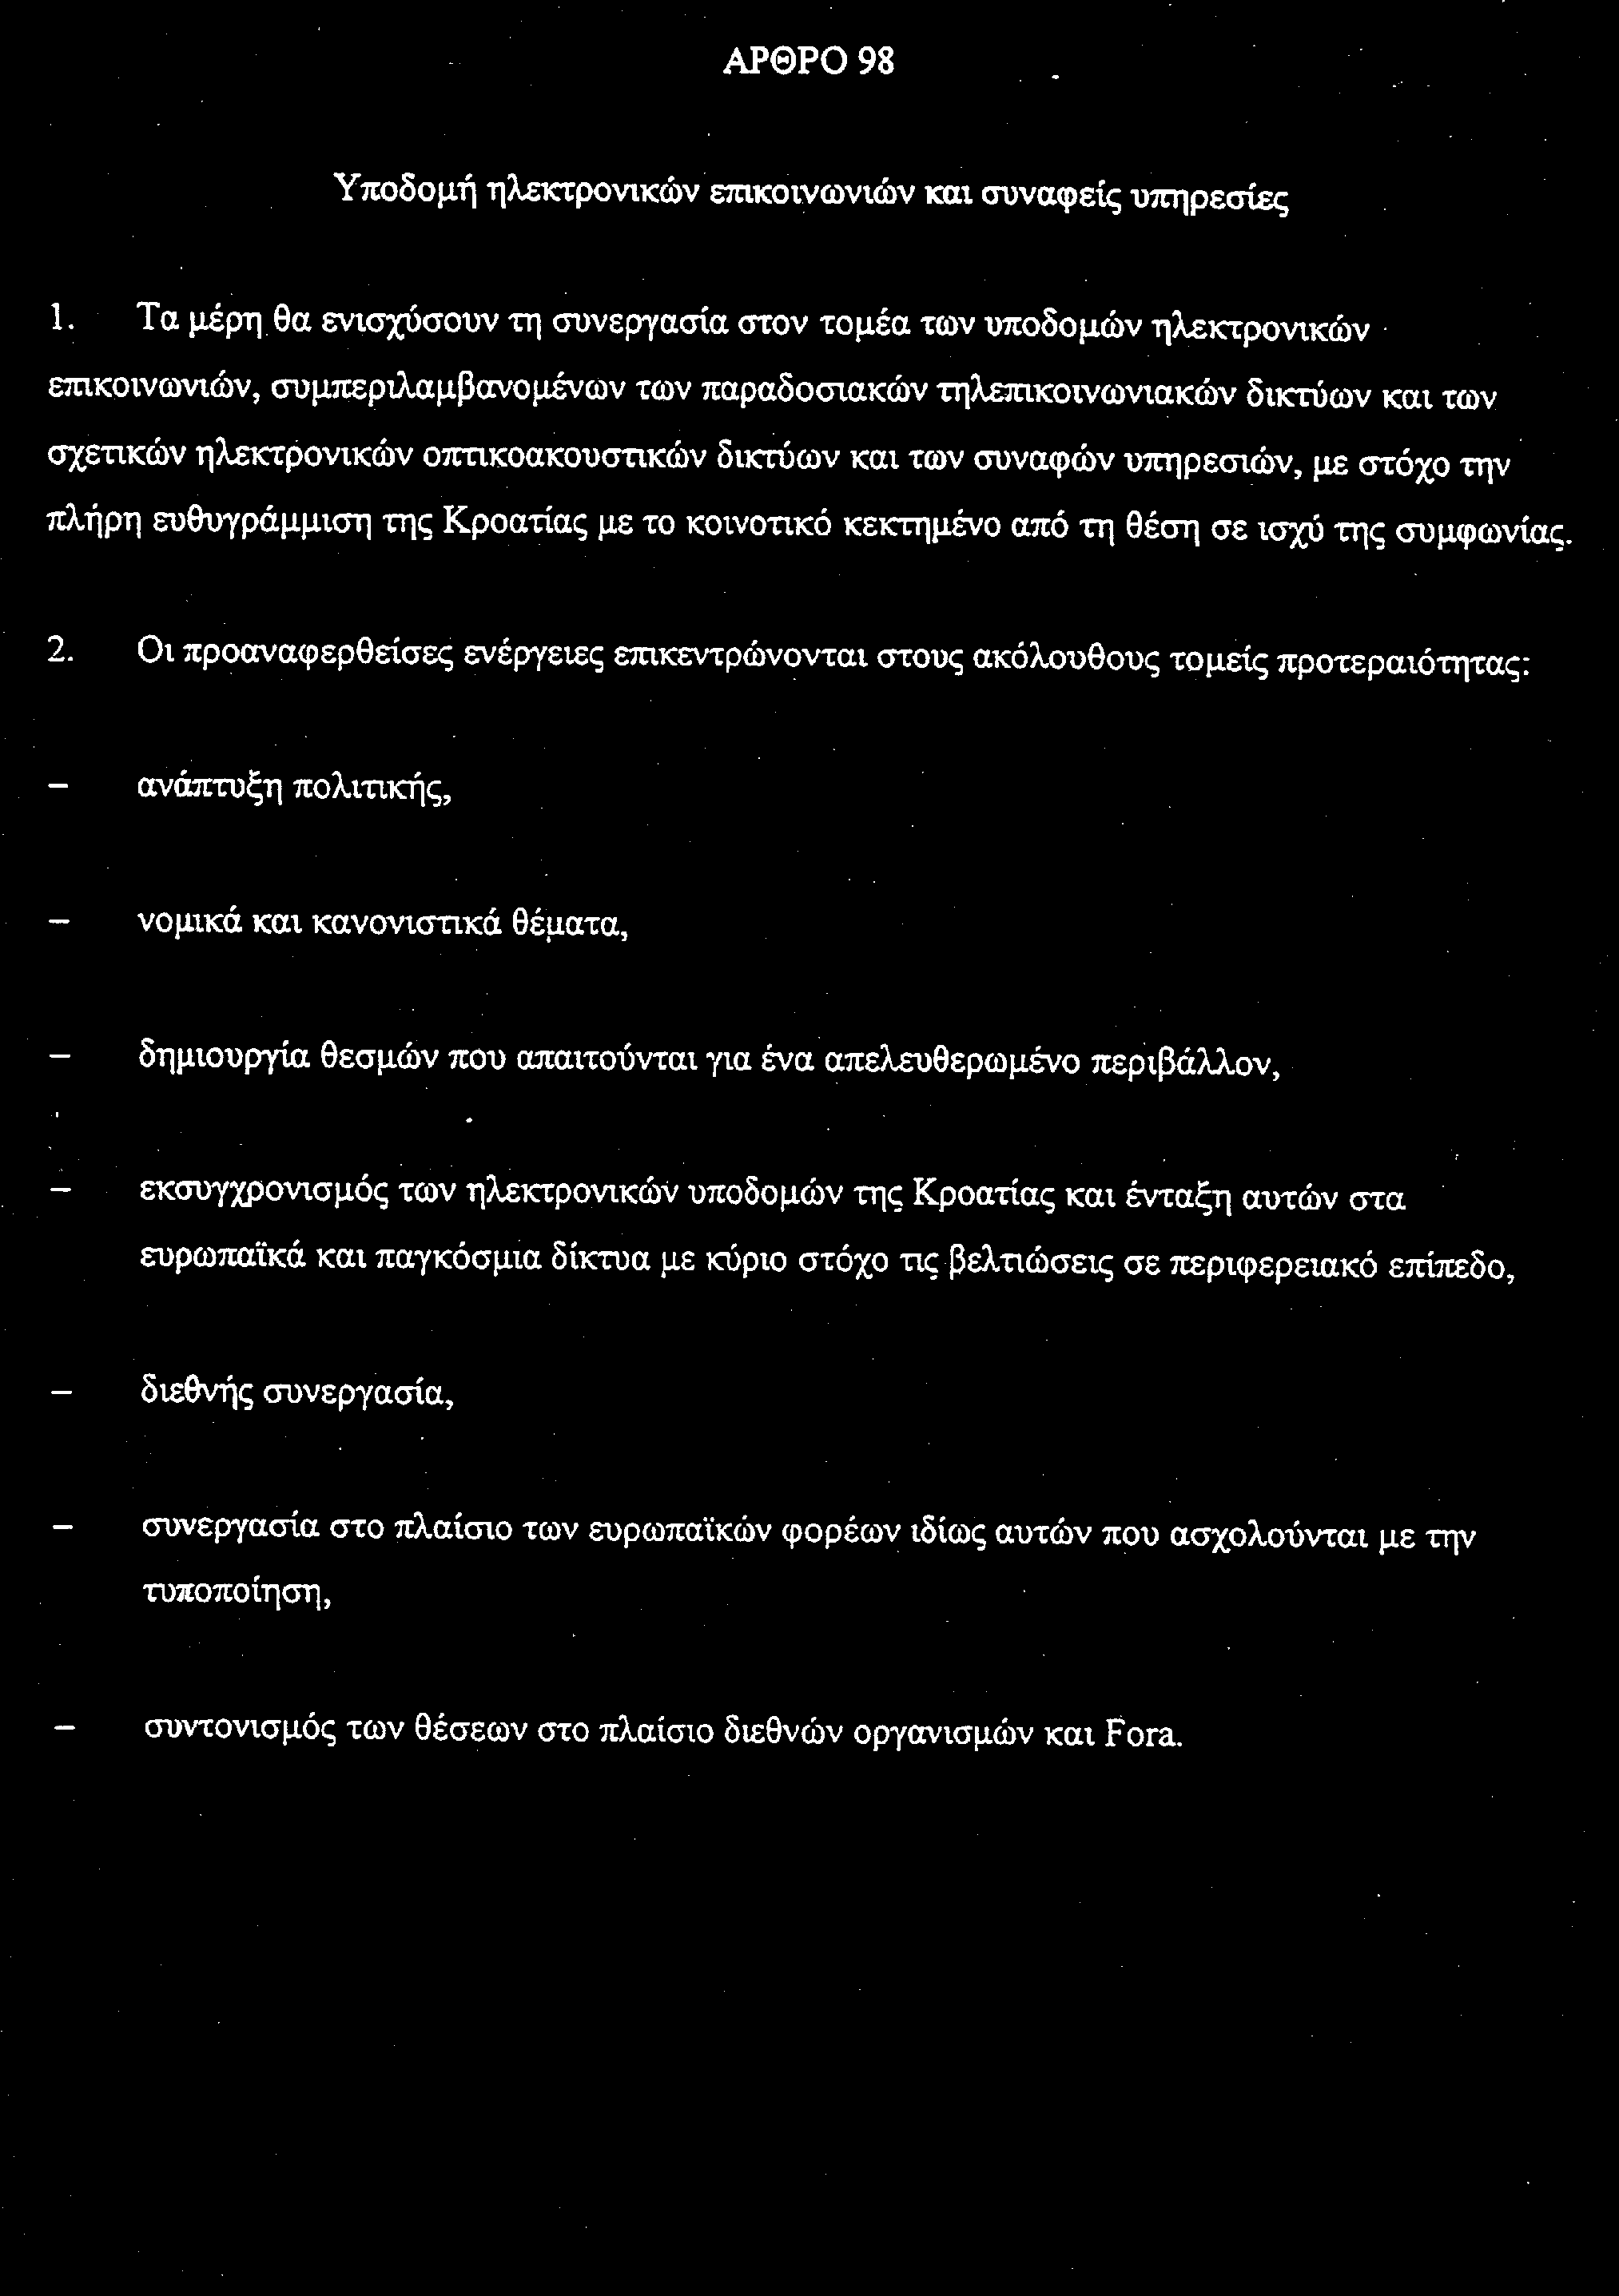 ΑΡΘΡΟ 98
Υποδομή ηλεκτρονικών επικοινωνιών και συναφείς υπηρεσίες
1. Τα μέρη θα ενισχύσουν τη συνεργασία στον τομέα των υποδομών ηλεκτρονικών
επικοινωνιών, συμπεριλαμβανομένων των παραδοσιακών τηλεπικοινωνιακών δικτύων και των
σχετικών ηλεκτρονικών οπτικοακουστικών δικτύων και των συναφών υπηρεσιών, με στόχο την
πλήρη ευθυγράμμιση της Κροατίας με το κοινοτικό κεκτημένο από τη θέση σε ισχύ της συμφωνίας.
2. Οι προαναφερθείσες ενέργειες επικεντρώνονται στους ακόλουθους τομείς προτεραιότητας:
– ανάπτυξη πολιτικής,
– νομικά και κανονιστικά θέματα,
– δημιουργία θεσμών που απαιτούνται για ένα απελευθερωμένο περιβάλλον,
– εκσυγχρονισμός των ηλεκτρονικών υποδομών της Κροατίας και ένταξη αυτών στα
ευρωπαϊκά και παγκόσμια δίκτυα με κύριο στόχο τις βελτιώσεις σε περιφερειακό επίπεδο,
– διεθνής συνεργασία,
– συνεργασία στο πλαίσιο των ευρωπαϊκών φορέων ιδίως αυτών που ασχολούνται με την
τυποποίηση,
– συντονισμός των θέσεων στο πλαίσιο διεθνών οργανισμών και Fora.